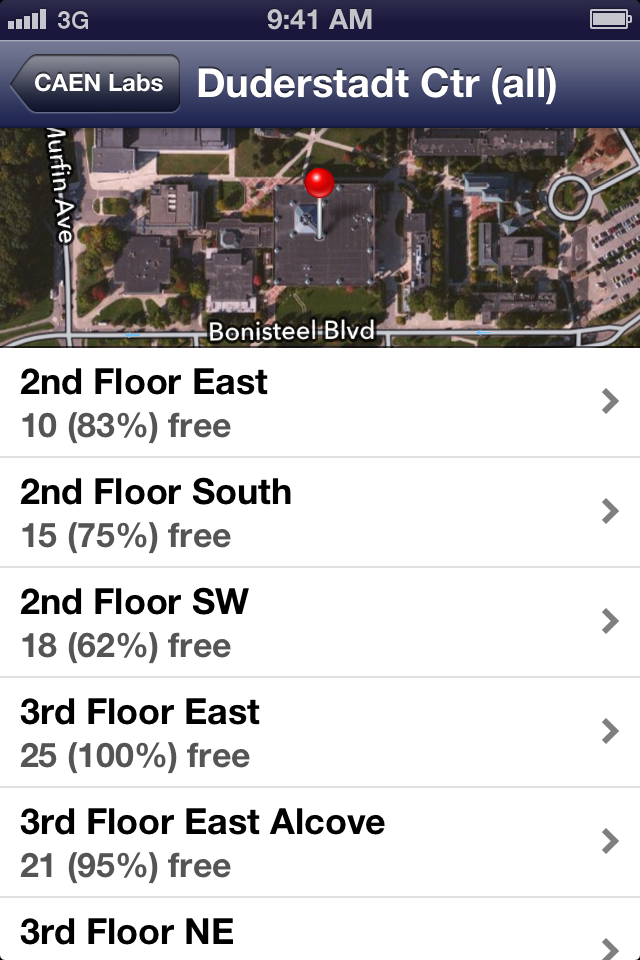 3G 9:41 AM
CAEN Labs Duderstadt Ctr (all)
Murfin Ave
Bonisteel Blvd
2nd Floor East
10 (83%) free
2nd Floor South
15 (75%) free
2nd Floor SW
18 (62%) free
3rd Floor East
25 (100%) free
3rd Floor East Alcove
21 (95%) free
3rd Floor NE